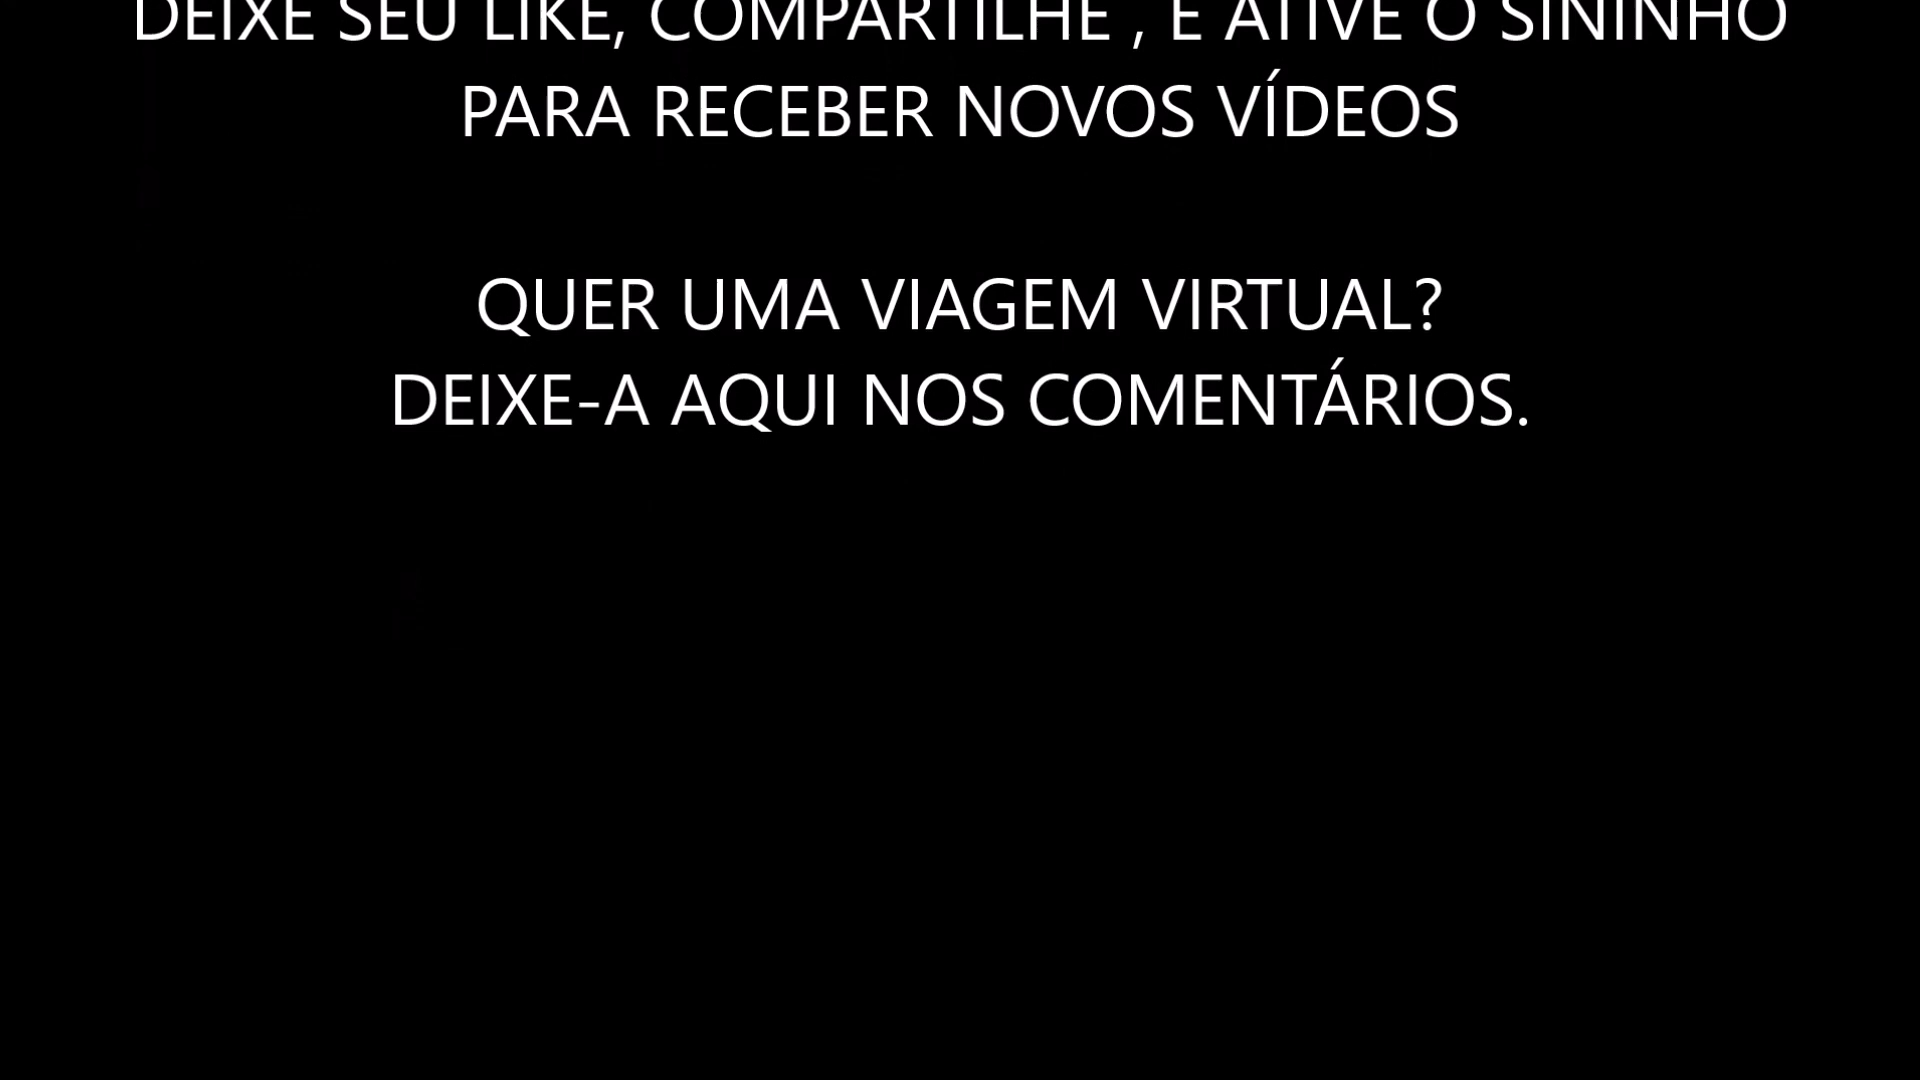 DEIXE SEU LIKE, COMPARTILHE , E ATIVE O SININHO
PARA RECEBER NOVOS VÍDEOS
QUER UMA VIAGEM VIRTUAL?
DEIXE-A AQUI NOS COMENTÁRIOS.